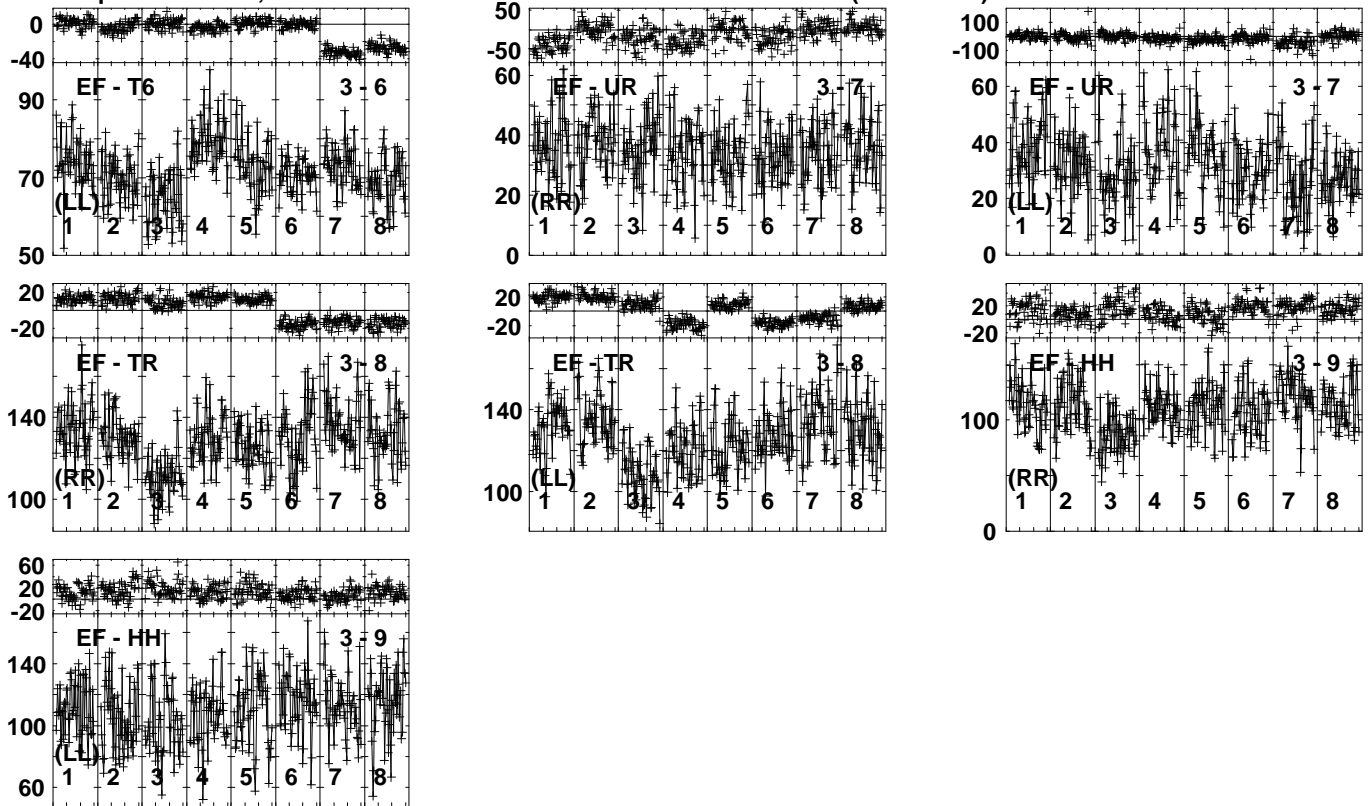 0
-40
EF - T6 3 - 6
90
70
50
(LL)
1 2 3 4 5 6 7 8
50
-50
EF - UR 3 - 7
60
40
20
0
(RR)
1 2 3 4 5 6 7 8
100
-100
EF - UR 3 - 7
60
40
20
0
(LL)
1 2 3 4 5 6 7 8
20
-20
EF - TR 3 - 8
140
100
(RR)
1 2 3 4 5 6 7 8
20
-20
EF - TR 3 - 8
140
100
(LL)
1 2 3 4 5 6 7 8
20
-20
EF - HH 3 - 9
100
0
(RR)
1 2 3 4 5 6 7 8
60
20
-20
EF - HH 3 - 9
140
100
60
(LL)
1 2 3 4 5 6 7 8